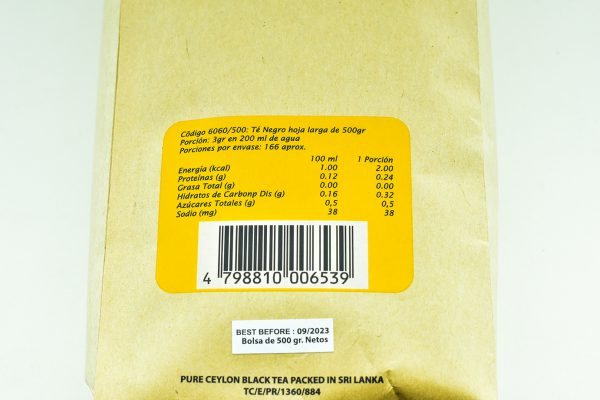 Código 6060/500: Té Negro hoja larga de 500gr
Porción: 3gr en 200 ml de agua
Porciones por envase: 166 aprox.
100 ml 1 Porción
Energía (kcal) 1.00 2.00
Proteínas (g) 0.12 0.24
Grasa Total (g) 0.00 0.00
Hidratos de Carbonp Dis (g) 0.16 0.32
Azúcares Totales (g) 0,5 0,5
Sodio (mg) 38 38
4 798810 006539
BEST BEFORE : 09/2023
Bolsa de 500 gr. Netos
PURE CEYLON BLACK TEA PACKED IN SRI LANKA
TC/E/PR/1360/884